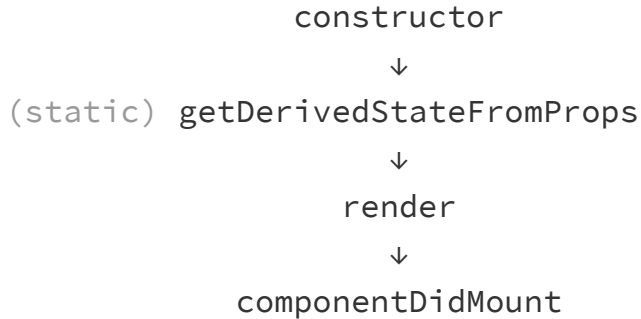 constructor
↓
(static) getDerivedStateFromProps
↓
render
↓
componentDidMount